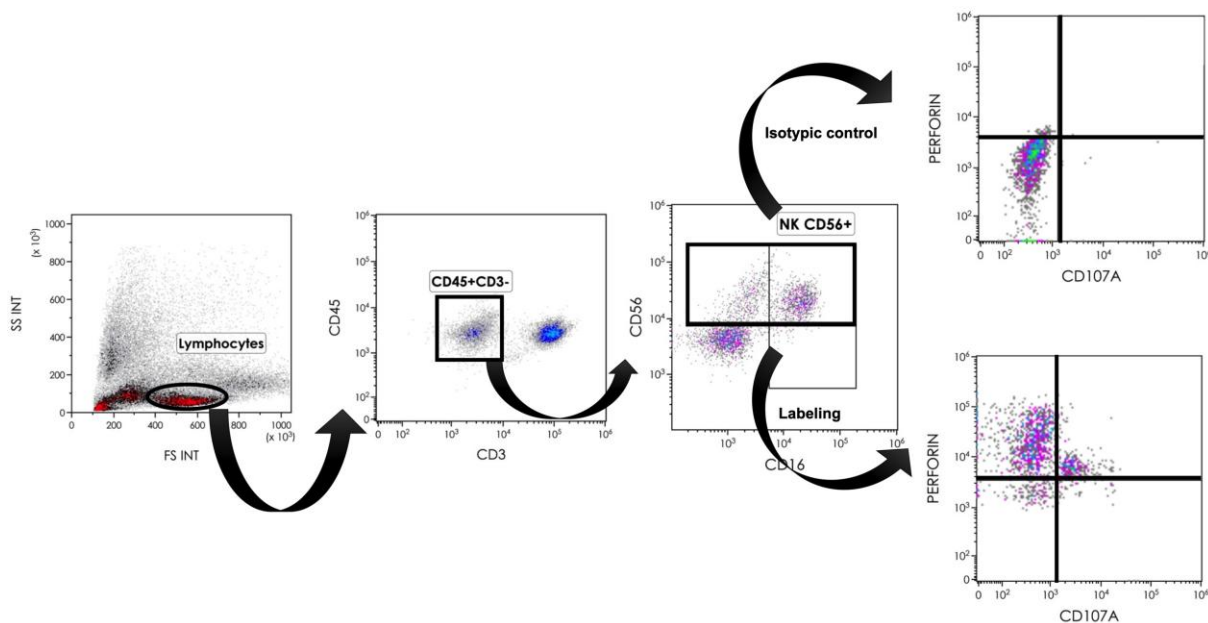 1000
(x 10³)
800
600
400
200
0
SS INT
Lymphocytes
0 200 400 600 800 1000
(x 10³)
FS INT
10⁶
10⁵
10⁴
10³
10²
0
CD45
CD45+CD3-
0 10² 10³ 10⁴ 10⁵ 10⁶
CD3
10⁶
10⁵
10⁴
10³
CD56
NK CD56+
10³ 10⁴ 10⁵ 10⁶
CD16
Isotypic control
Labeling
10⁶
10⁵
10⁴
10³
10²
0
PERFORIN
0 10² 10³ 10⁴ 10⁵ 10⁶
CD107A
10⁶
10⁵
10⁴
10³
10²
0
PERFORIN
0 10² 10³ 10⁴ 10⁵ 10⁶
CD107A